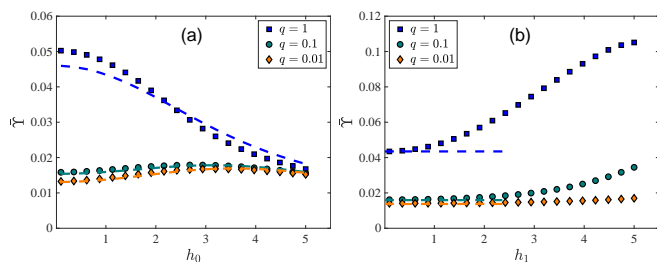 (a)
q = 1
q = 0.1
q = 0.01
0.06
0.05
0.04
0.03
0.02
0.01
0
Ῡ
0 1 2 3 4 5
h₀
(b)
q = 1
q = 0.1
q = 0.01
0.12
0.10
0.08
0.06
0.04
0.02
0
Ῡ
1 2 3 4 5
h₁